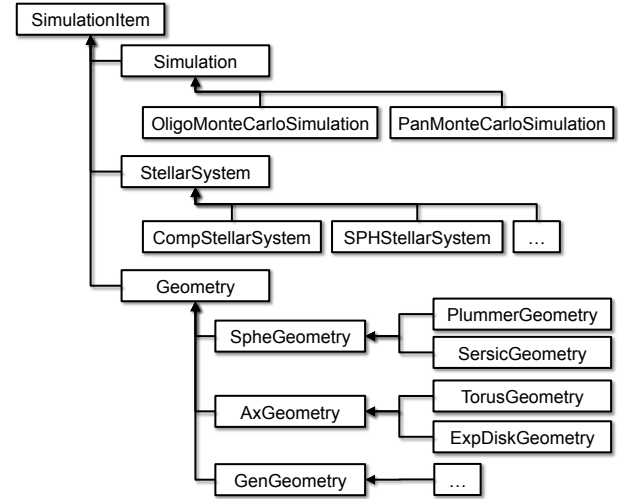 SimulationItem
Simulation
OligoMonteCarloSimulation PanMonteCarloSimulation
StellarSystem
CompStellarSystem SPHStellarSystem ...
Geometry
PlummerGeometry
SpheGeometry
SersicGeometry
TorusGeometry
AxGeometry
ExpDiskGeometry
GenGeometry ...